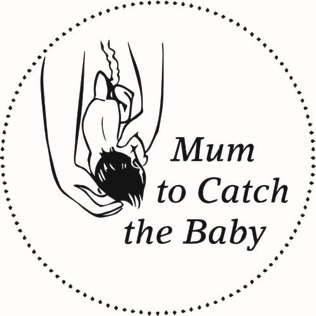 Mum
to Catch
the Baby